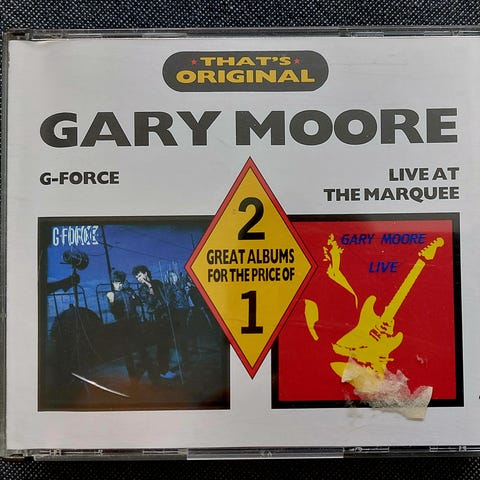 THAT'S
ORIGINAL
GARY MOORE
G-FORCE
LIVE AT
THE MARQUEE
2
GREAT ALBUMS
FOR THE PRICE OF
1
G-FORCE
GARY MOORE
LIVE